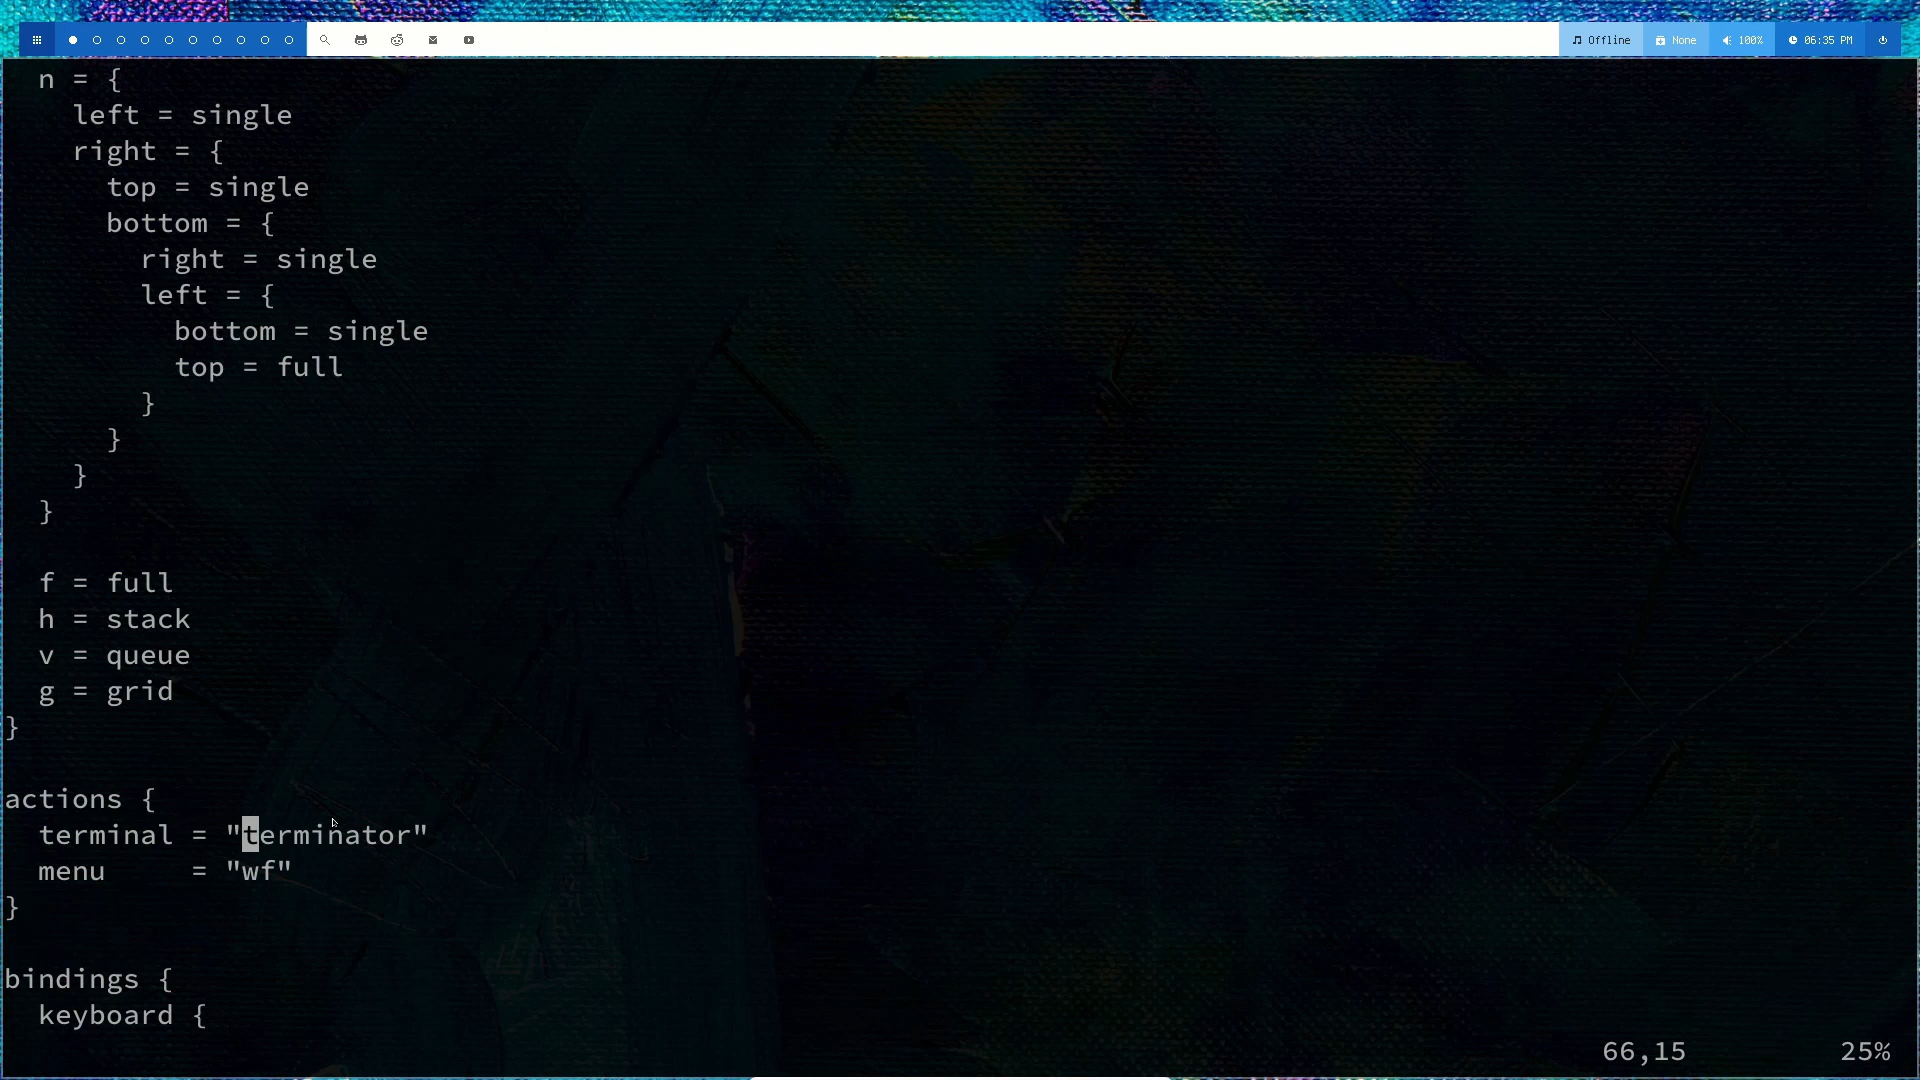 Offline None 100% 06:35 PM
  n = {
    left = single
    right = {
      top = single
      bottom = {
        right = single
        left = {
          bottom = single
          top = full
        }
      }
    }
  }

  f = full
  h = stack
  v = queue
  g = grid
}

actions {
  terminal = "terminator"
  menu     = "wf"
}

bindings {
  keyboard {
66,15 25%